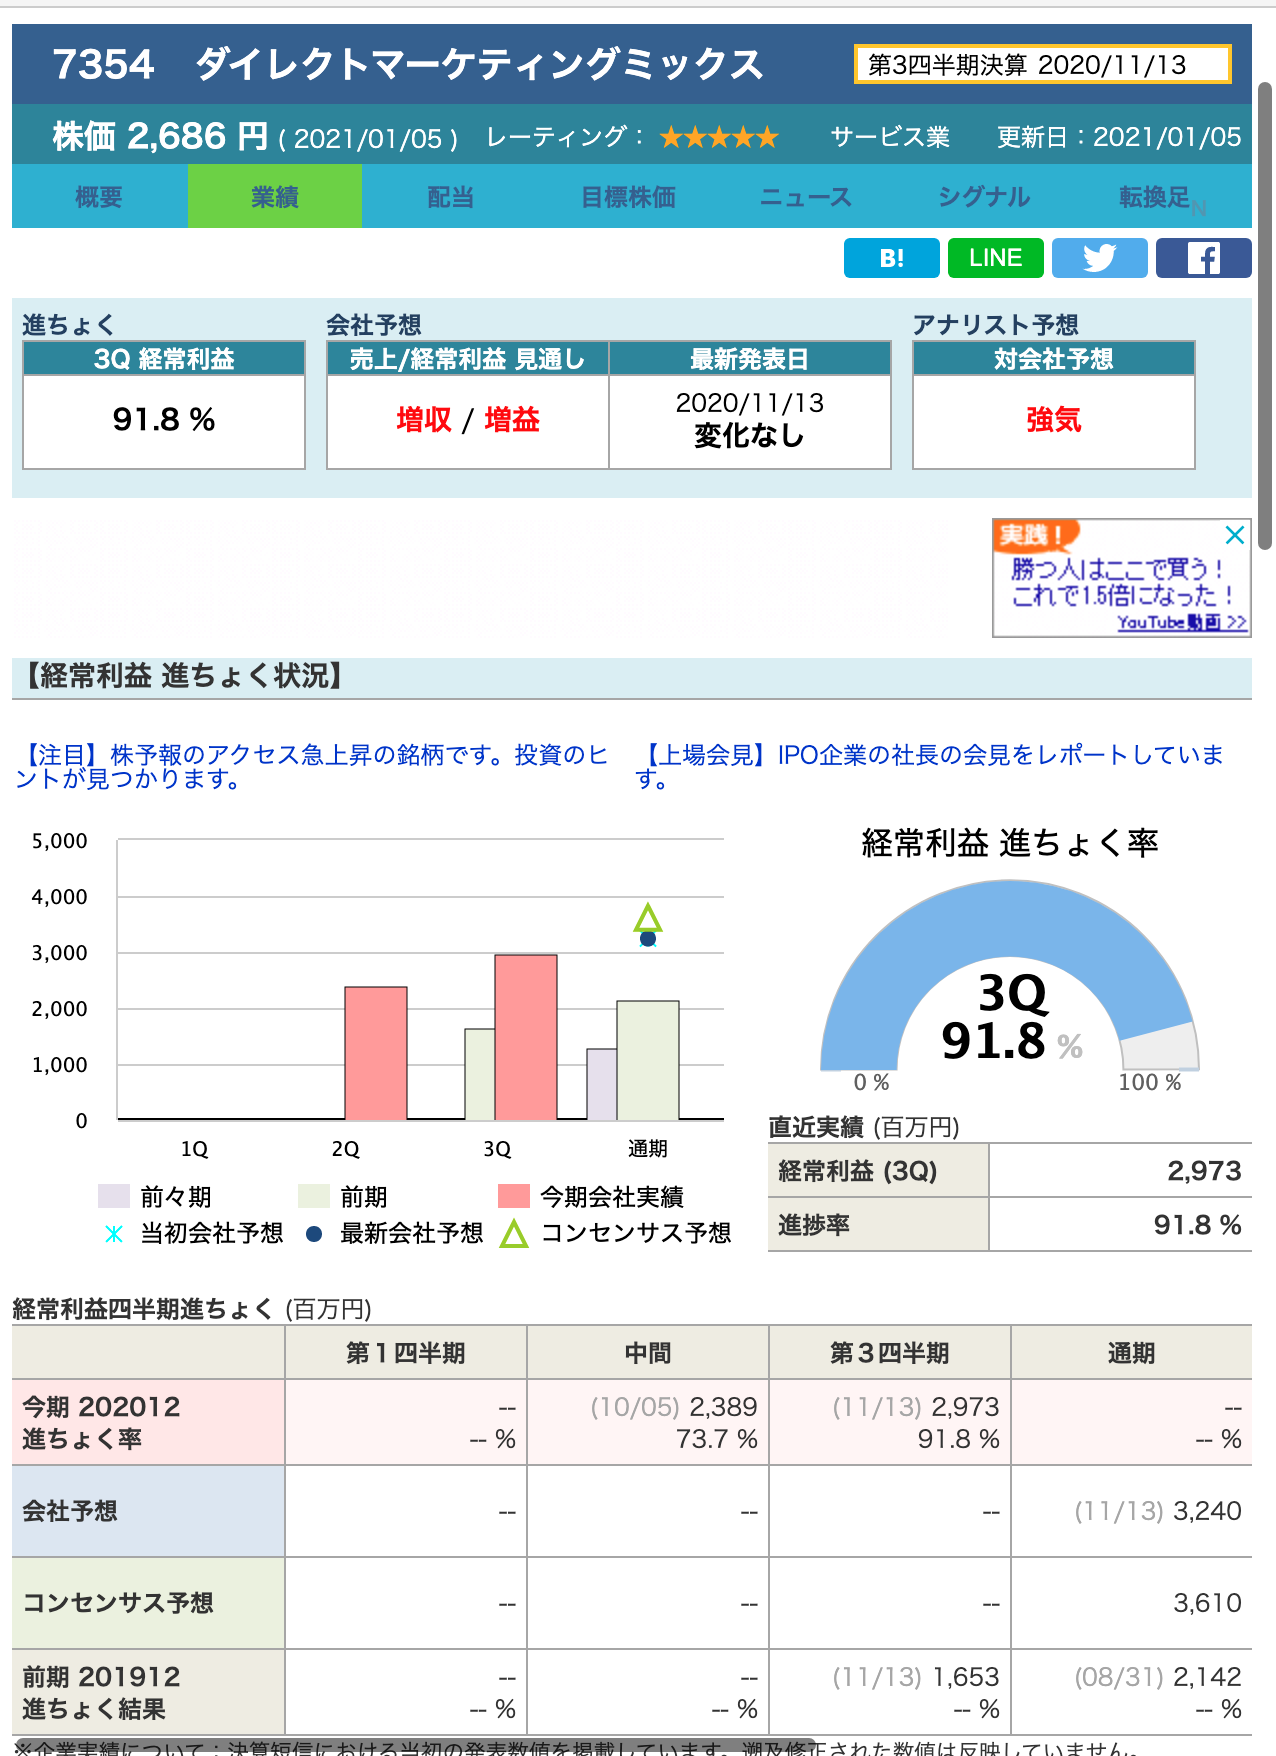 7354　ダイレクトマーケティングミックス
第3四半期決算 2020/11/13
株価 2,686 円 ( 2021/01/05 ) レーティング： ★★★★★ サービス業 更新日：2021/01/05
概要 業績 配当 目標株価 ニュース シグナル 転換足N
B! LINE
進ちょく 会社予想 アナリスト予想
3Q 経常利益 売上/経常利益 見通し 最新発表日 対会社予想
91.8 % 増収 / 増益 2020/11/13 強気
変化なし
実践！
勝つ人はここで買う！
これで1.5倍になった！
YouTube動画 >>
【経常利益 進ちょく状況】
【注目】株予報のアクセス急上昇の銘柄です。投資のヒ
ントが見つかります。
【上場会見】IPO企業の社長の会見をレポートしていま
す。
5,000
4,000
3,000
2,000
1,000
0
1Q 2Q 3Q 通期
前々期 前期 今期会社実績
当初会社予想 最新会社予想 コンセンサス予想
経常利益 進ちょく率
3Q
91.8 %
0 % 100 %
直近実績 (百万円)
経常利益 (3Q) 2,973
進捗率 91.8 %
経常利益四半期進ちょく (百万円)
第１四半期 中間 第３四半期 通期
今期 202012 -- (10/05) 2,389 (11/13) 2,973 --
進ちょく率 -- % 73.7 % 91.8 % -- %
会社予想 -- -- -- (11/13) 3,240
コンセンサス予想 -- -- -- 3,610
前期 201912 -- -- (11/13) 1,653 (08/31) 2,142
進ちょく結果 -- % -- % -- % -- %
※企業実績について：決算短信における当初の発表数値を掲載しています。遡及修正された数値は反映していません。